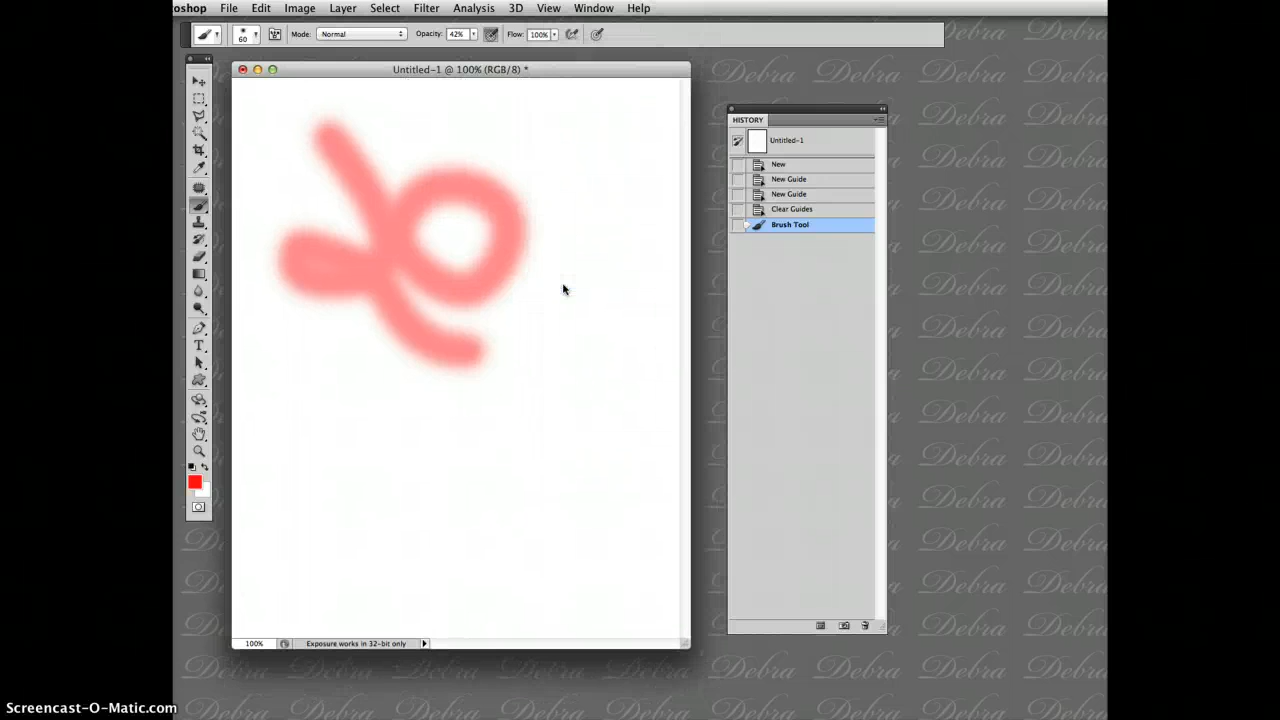 oshop File Edit Image Layer Select Filter Analysis 3D View Window Help
60 Mode: Normal Opacity: 42% Flow: 100%
Untitled-1 @ 100% (RGB/8) *
HISTORY
Untitled-1
New
New Guide
New Guide
Clear Guides
Brush Tool
T
100% Exposure works in 32-bit only
Debra
Screencast-O-Matic.com